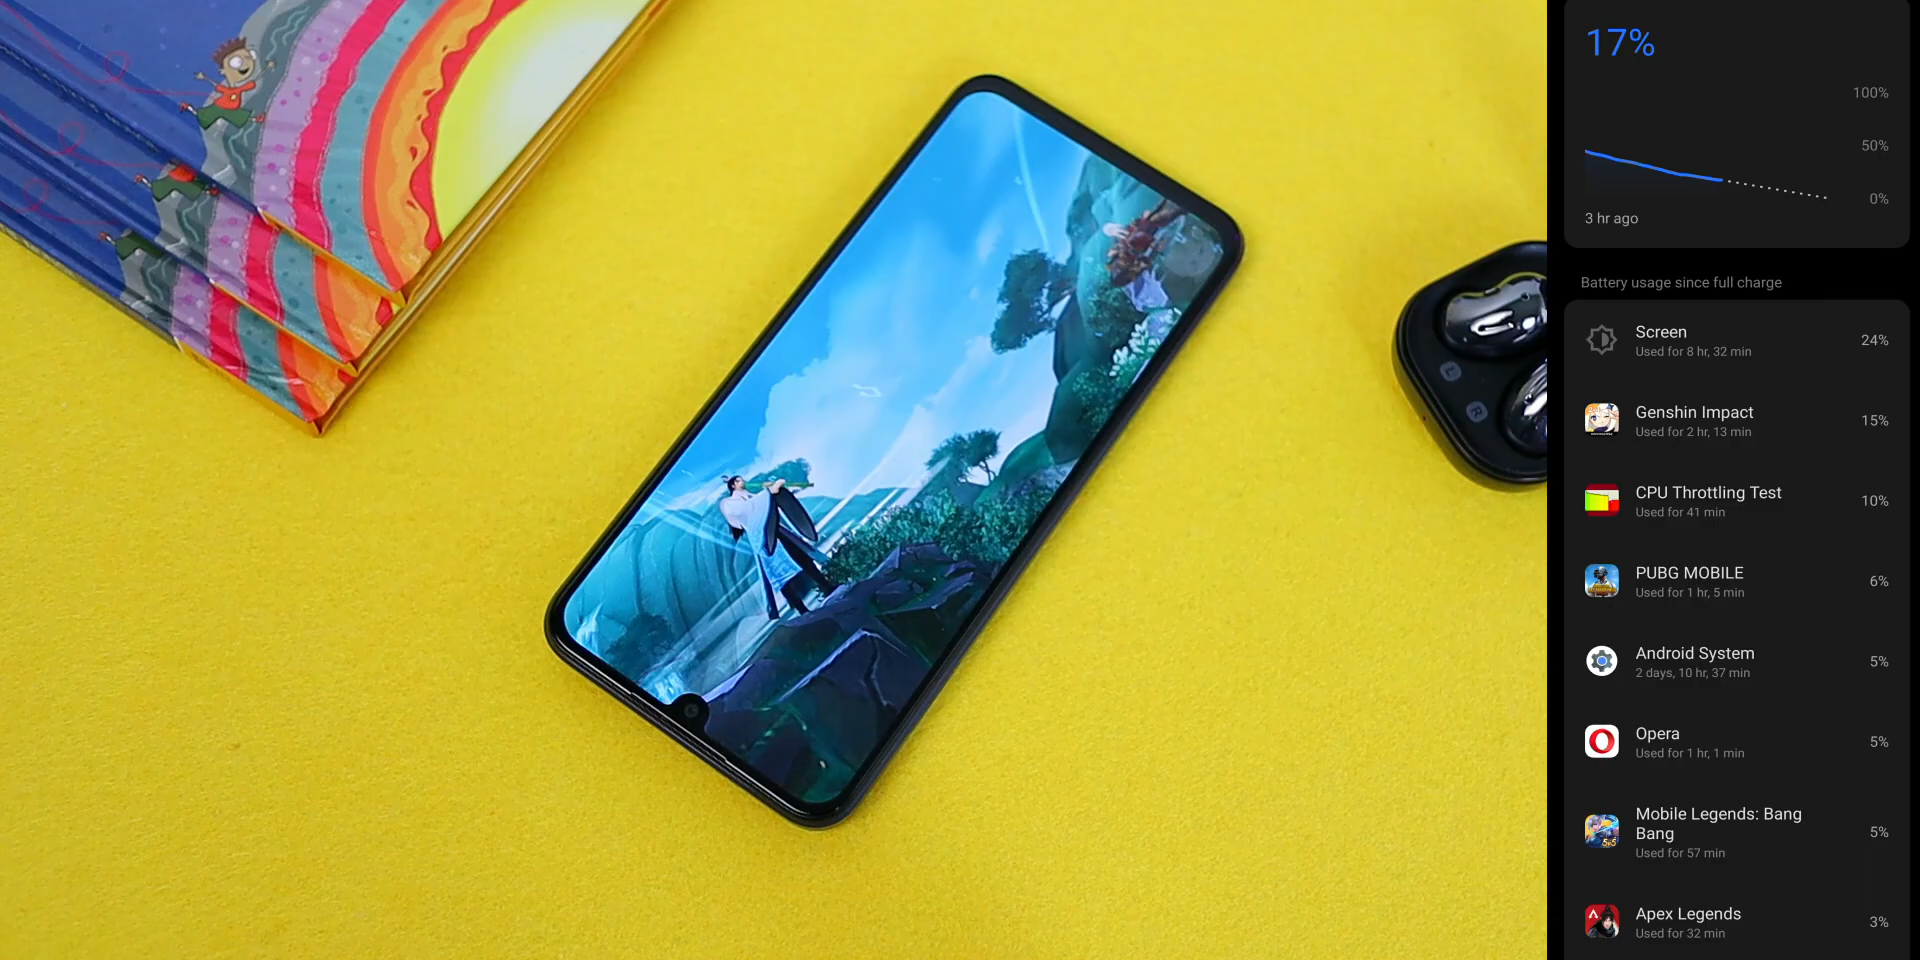 17%
100%
50%
0%
3 hr ago
Battery usage since full charge
Screen
Used for 8 hr, 32 min
24%
Genshin Impact
Used for 2 hr, 13 min
15%
CPU Throttling Test
Used for 41 min
10%
PUBG MOBILE
Used for 1 hr, 5 min
6%
Android System
2 days, 10 hr, 37 min
5%
Opera
Used for 1 hr, 1 min
5%
Mobile Legends: Bang
Bang
Used for 57 min
5%
Apex Legends
Used for 32 min
3%
L
R
5v5